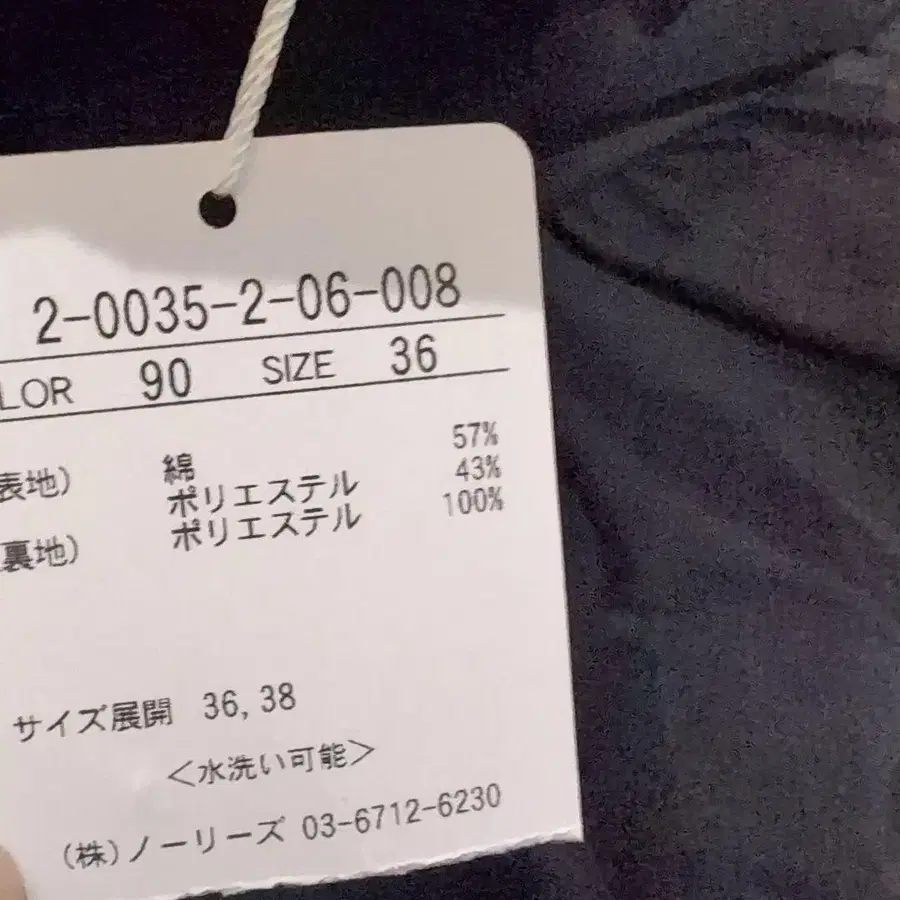 2-0035-2-06-008
LOR 90 SIZE 36
表地) 綿 57%
ポリエステル 43%
裏地) ポリエステル 100%
サイズ展開 36,38
<水洗い可能>
(株)ノーリーズ 03-6712-6230